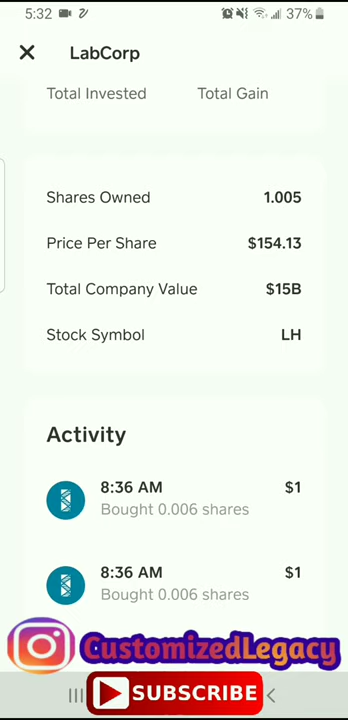 5:32 37%
LabCorp
Total Invested Total Gain
Shares Owned 1.005
Price Per Share $154.13
Total Company Value $15B
Stock Symbol LH
Activity
8:36 AM $1
Bought 0.006 shares
8:36 AM $1
Bought 0.006 shares
CustomizedLegacy
SUBSCRIBE